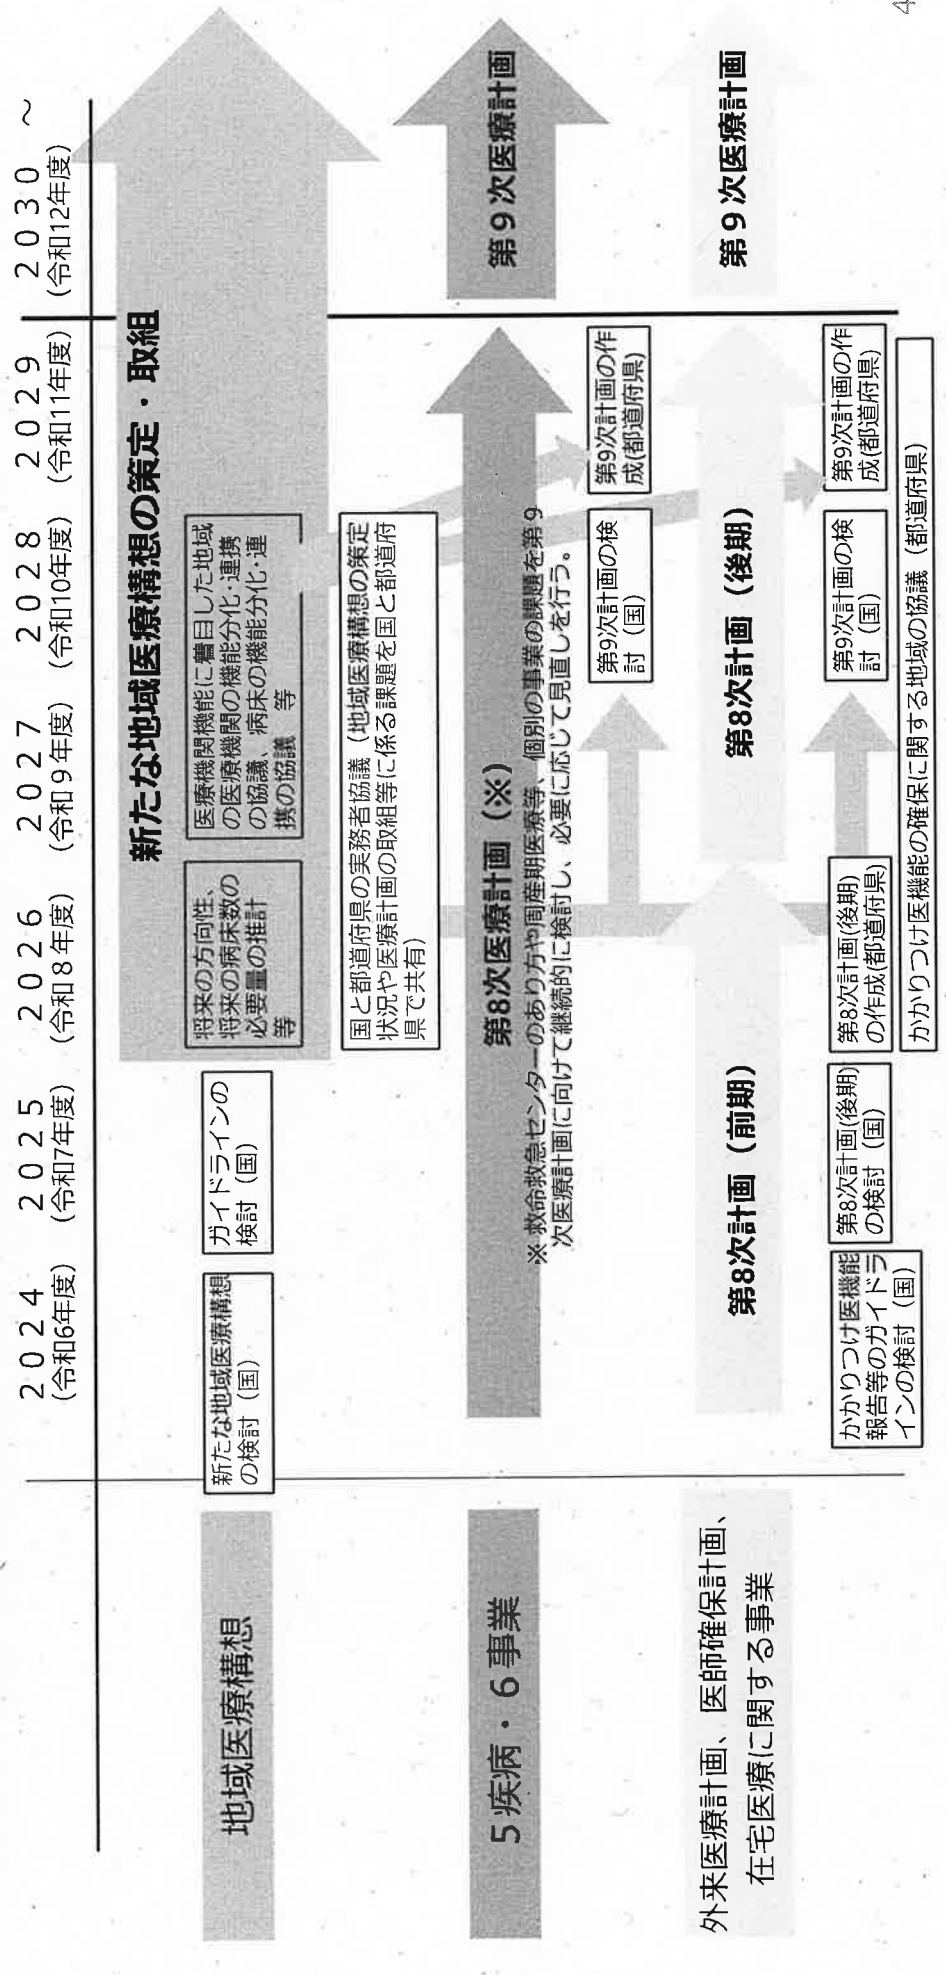 2024
(令和6年度)
2025
(令和7年度)
2026
(令和8年度)
2027
(令和9年度)
2028
(令和10年度)
2029
(令和11年度)
2030 ～
(令和12年度)
地域医療構想
新たな地域医療構想
の検討（国）
ガイドラインの
検討（国）
新たな地域医療構想の策定・取組
将来の方向性、
将来の病床数の
必要量の推計
等
医療機関機能に着目した地域
の医療機関の機能分化・連携
の協議、病床の機能分化・連
携の協議　等
国と都道府県の実務者協議（地域医療構想の策定
状況や医療計画の取組等に係る課題を国と都道府
県で共有）
5疾病・6事業
第8次医療計画（※）
第9次医療計画
※ 救命救急センターのあり方や周産期医療等、個別の事業の課題を第9
次医療計画に向けて継続的に検討し、必要に応じて見直しを行う。
第9次計画の検
討（国）
第9次計画の作
成(都道府県)
外来医療計画、医師確保計画、
在宅医療に関する事業
第8次計画（前期）
第8次計画（後期）
第9次医療計画
かかりつけ医機能
報告等のガイドラ
インの検討（国）
第8次計画(後期)
の検討（国）
第8次計画(後期)
の作成(都道府県)
第9次計画の検
討（国）
第9次計画の作
成(都道府県)
かかりつけ医機能の確保に関する地域の協議（都道府県）
4